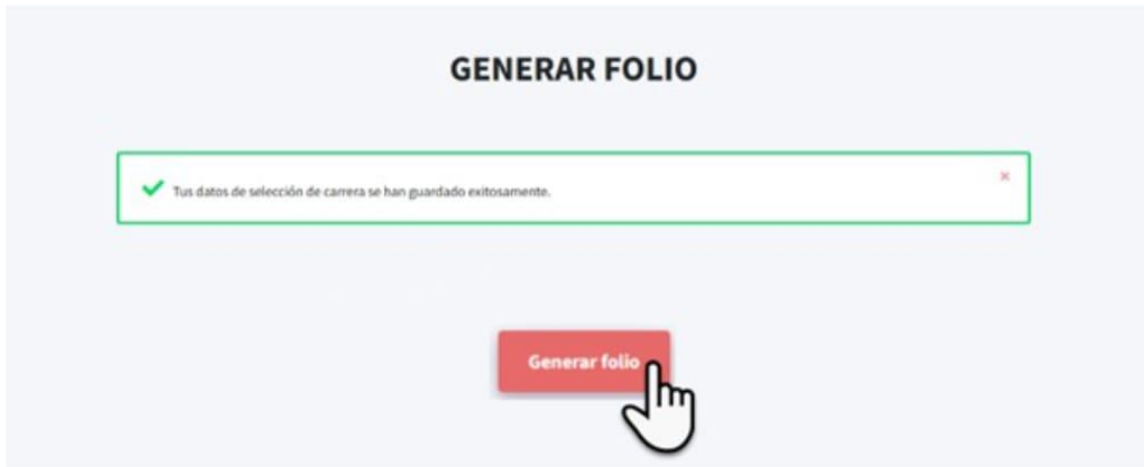 GENERAR FOLIO
Tus datos de selección de carrera se han guardado exitosamente.
Generar folio